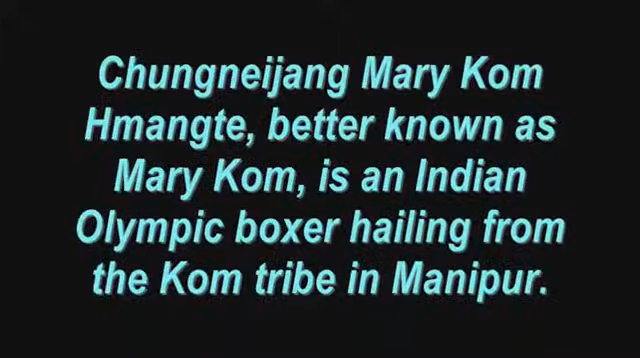 Chungneijang Mary Kom
Hmangte, better known as
Mary Kom, is an Indian
Olympic boxer hailing from
the Kom tribe in Manipur.